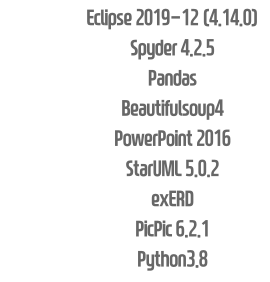 Eclipse 2019-12 (4.14.0)
Spyder 4.2.5
Pandas
Beautifulsoup4
PowerPoint 2016
StarUML 5.0.2
exERD
PicPic 6.2.1
Python3.8